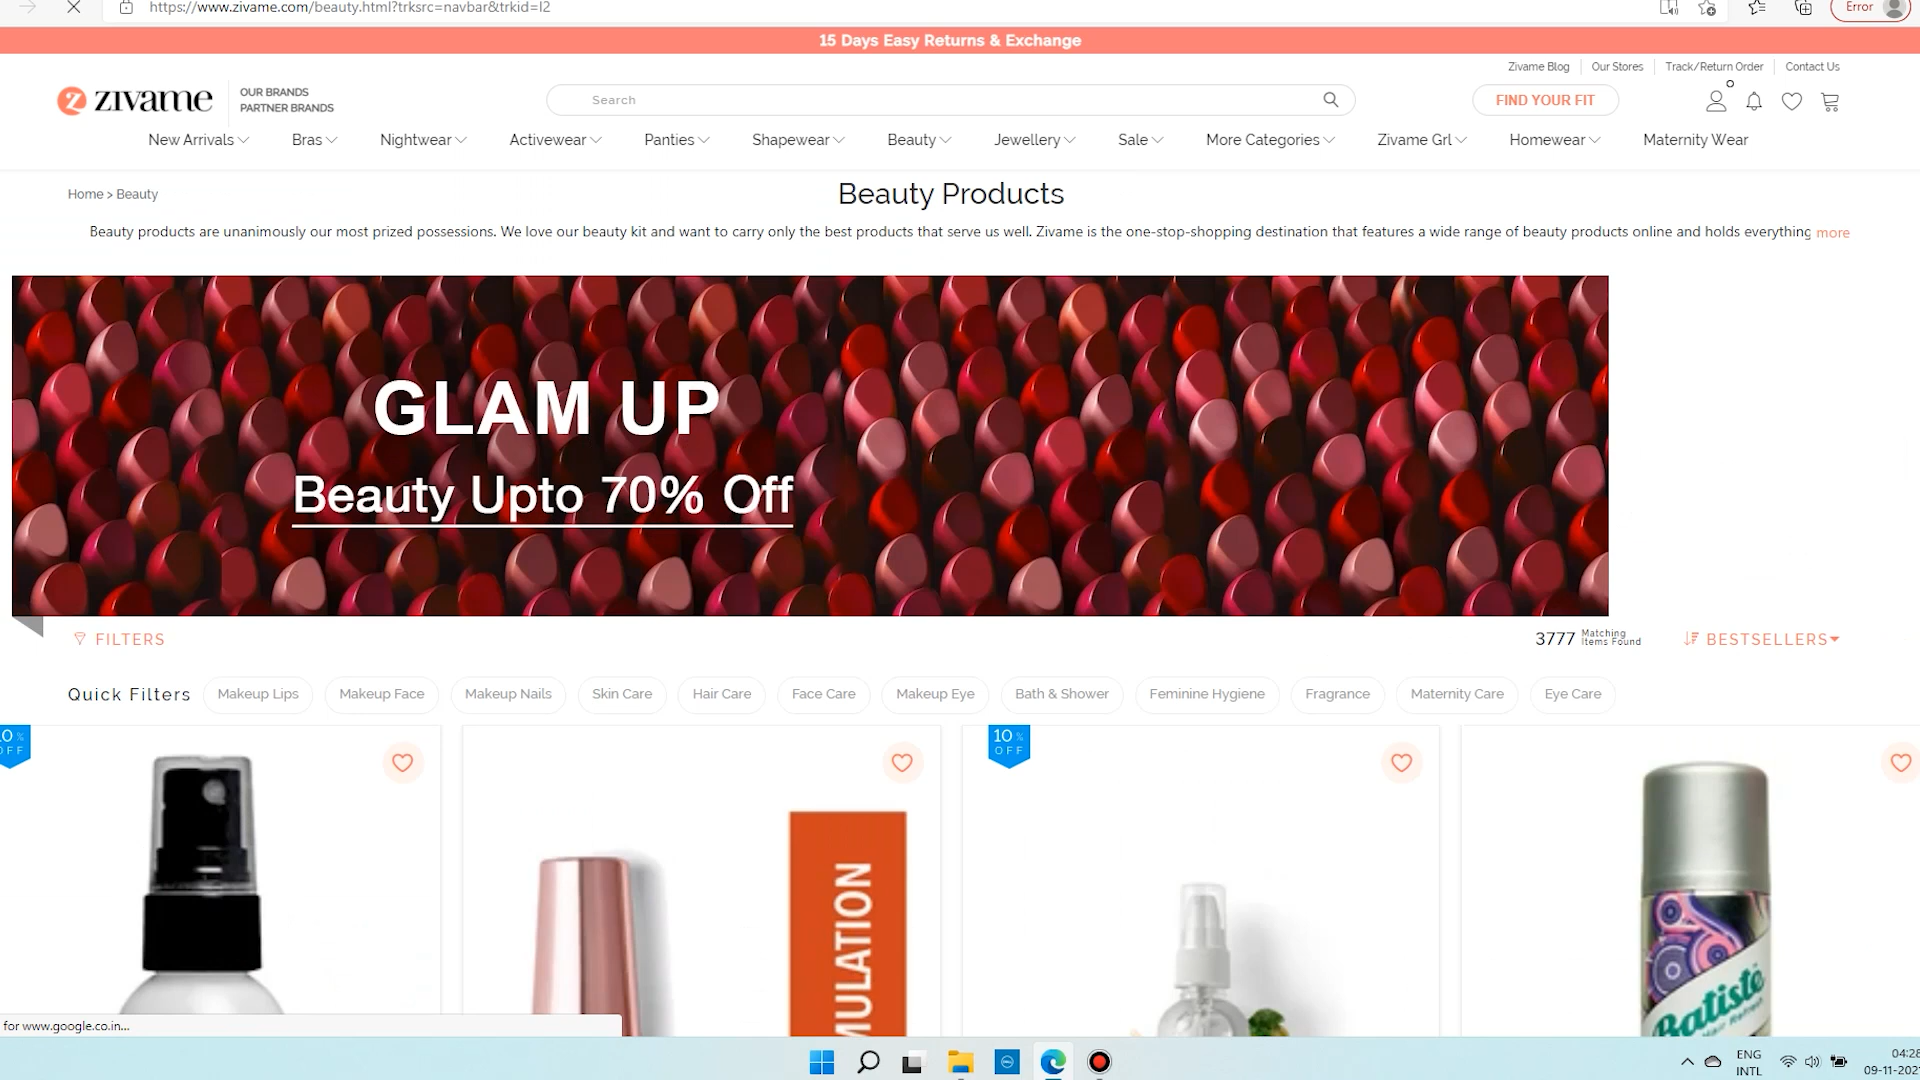 https://www.zivame.com/beauty.html?trksrc=navbar&trkid=l2
Error
15 Days Easy Returns & Exchange
Zivame Blog
Our Stores
Track/Return Order
Contact Us
zivame
OUR BRANDS
PARTNER BRANDS
Search
FIND YOUR FIT
New Arrivals
Bras
Nightwear
Activewear
Panties
Shapewear
Beauty
Jewellery
Sale
More Categories
Zivame Grl
Homewear
Maternity Wear
Home > Beauty
Beauty Products
Beauty products are unanimously our most prized possessions. We love our beauty kit and want to carry only the best products that serve us well. Zivame is the one-stop-shopping destination that features a wide range of beauty products online and holds everything more
GLAM UP
Beauty Upto 70% Off
FILTERS
3777 Matching Items Found
BESTSELLERS
Quick Filters
Makeup Lips
Makeup Face
Makeup Nails
Skin Care
Hair Care
Face Care
Makeup Eye
Bath & Shower
Feminine Hygiene
Fragrance
Maternity Care
Eye Care
0 %
OFF
10 %
OFF
MULATION
Batiste
Hair Refresh
for www.google.co.in...
ENG
INTL
04:28
09-11-202